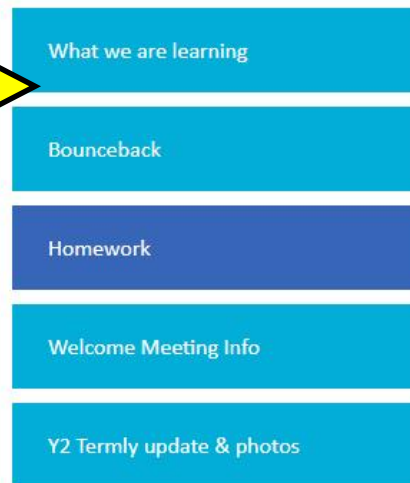 What we are learning
Bounceback
Homework
Welcome Meeting Info
Y2 Termly update & photos